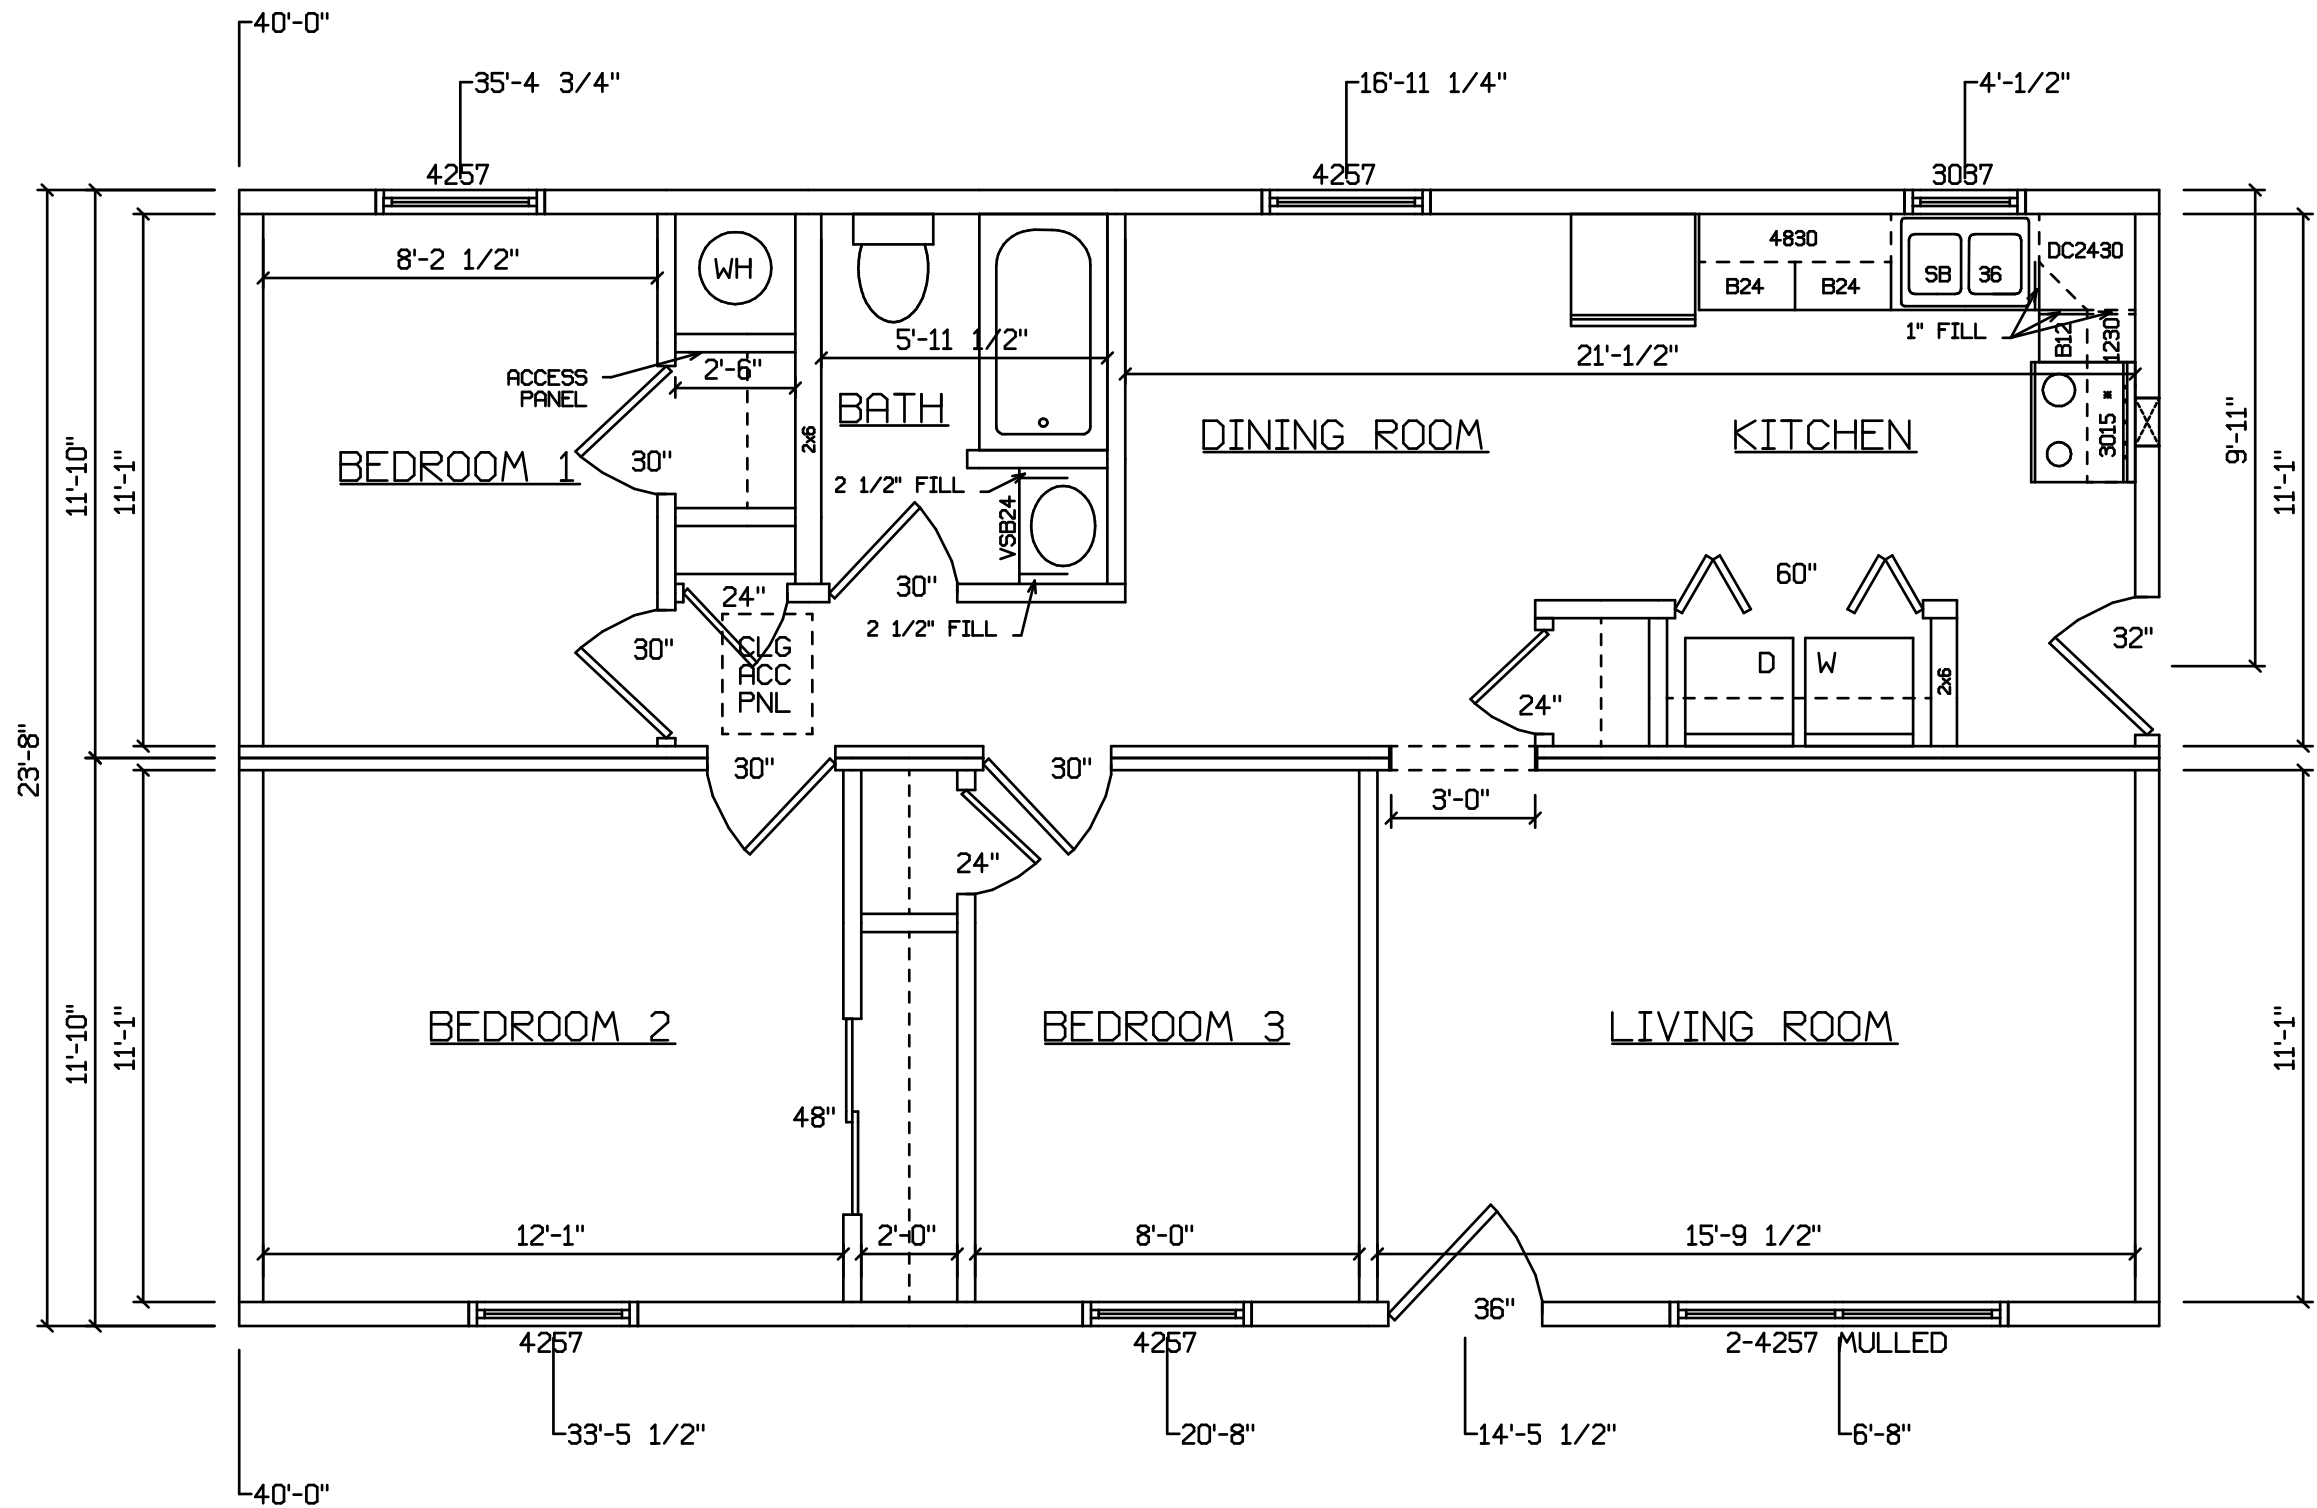 40'-0"
35'-4 3/4"
16'-11 1/4"
4'-1/2"
4257
4257
3037
8'-2 1/2"
WH
4830
B24
B24
SB
36
DC2430
1" FILL
B12
1230
3015 *
5'-11 1/2"
21'-1/2"
ACCESS
PANEL
2'-6"
BATH
2x6
DINING ROOM
KITCHEN
BEDROOM 1
30"
2 1/2" FILL
VSB24
9'-11"
11'-10"
11'-1"
11'-1"
24"
30"
60"
2 1/2" FILL
30"
CLG
ACC
PNL
D
W
2x6
32"
24"
23'-8"
30"
30"
3'-0"
24"
BEDROOM 2
BEDROOM 3
LIVING ROOM
11'-10"
11'-1"
11'-1"
48"
12'-1"
2'-0"
8'-0"
15'-9 1/2"
36"
4257
4257
2-4257 MULLED
33'-5 1/2"
20'-8"
14'-5 1/2"
6'-8"
40'-0"